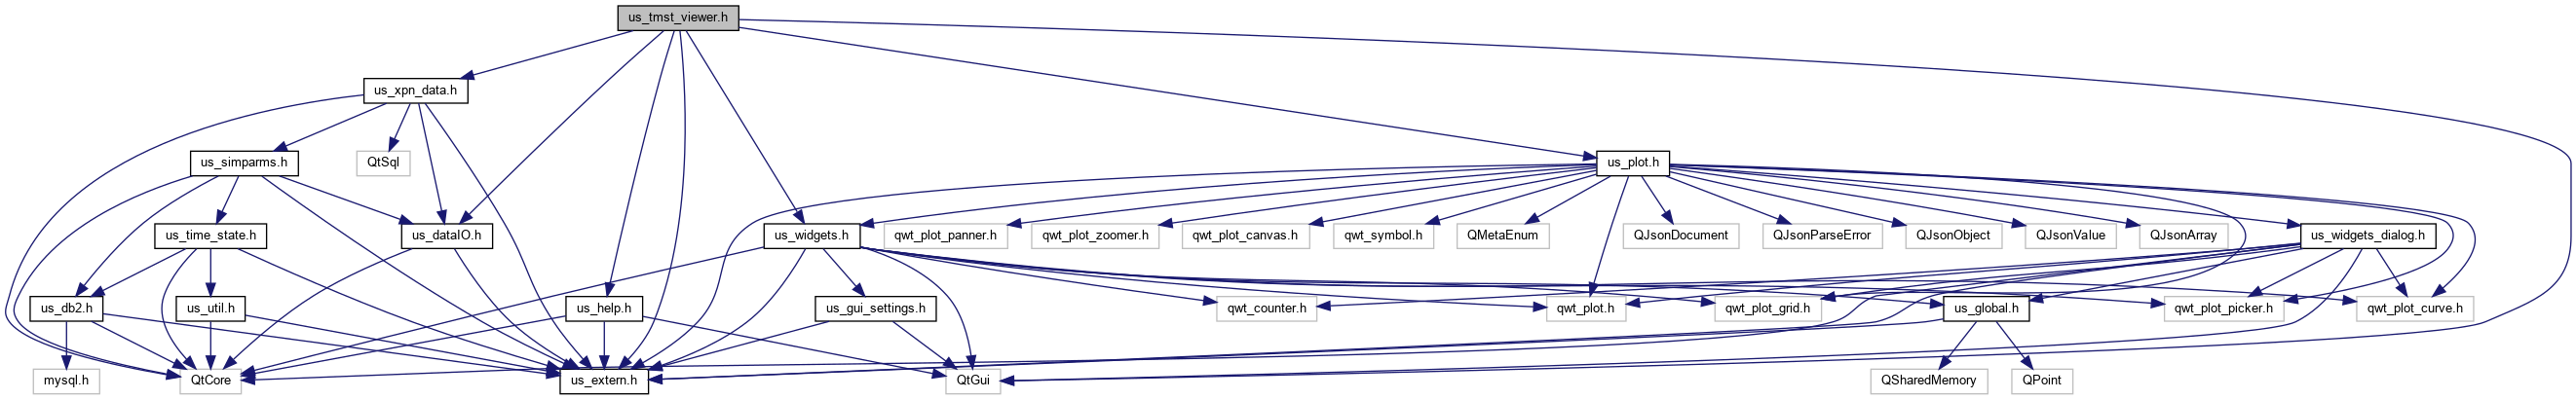 us_tmst_viewer.h
us_xpn_data.h
us_simparms.h
QtSql
us_plot.h
us_time_state.h
us_dataIO.h
us_widgets.h
qwt_plot_panner.h
qwt_plot_zoomer.h
qwt_plot_canvas.h
qwt_symbol.h
QMetaEnum
QJsonDocument
QJsonParseError
QJsonObject
QJsonValue
QJsonArray
us_widgets_dialog.h
us_db2.h
us_util.h
us_help.h
us_gui_settings.h
qwt_counter.h
qwt_plot.h
qwt_plot_grid.h
us_global.h
qwt_plot_picker.h
qwt_plot_curve.h
mysql.h
QtCore
us_extern.h
QtGui
QSharedMemory
QPoint